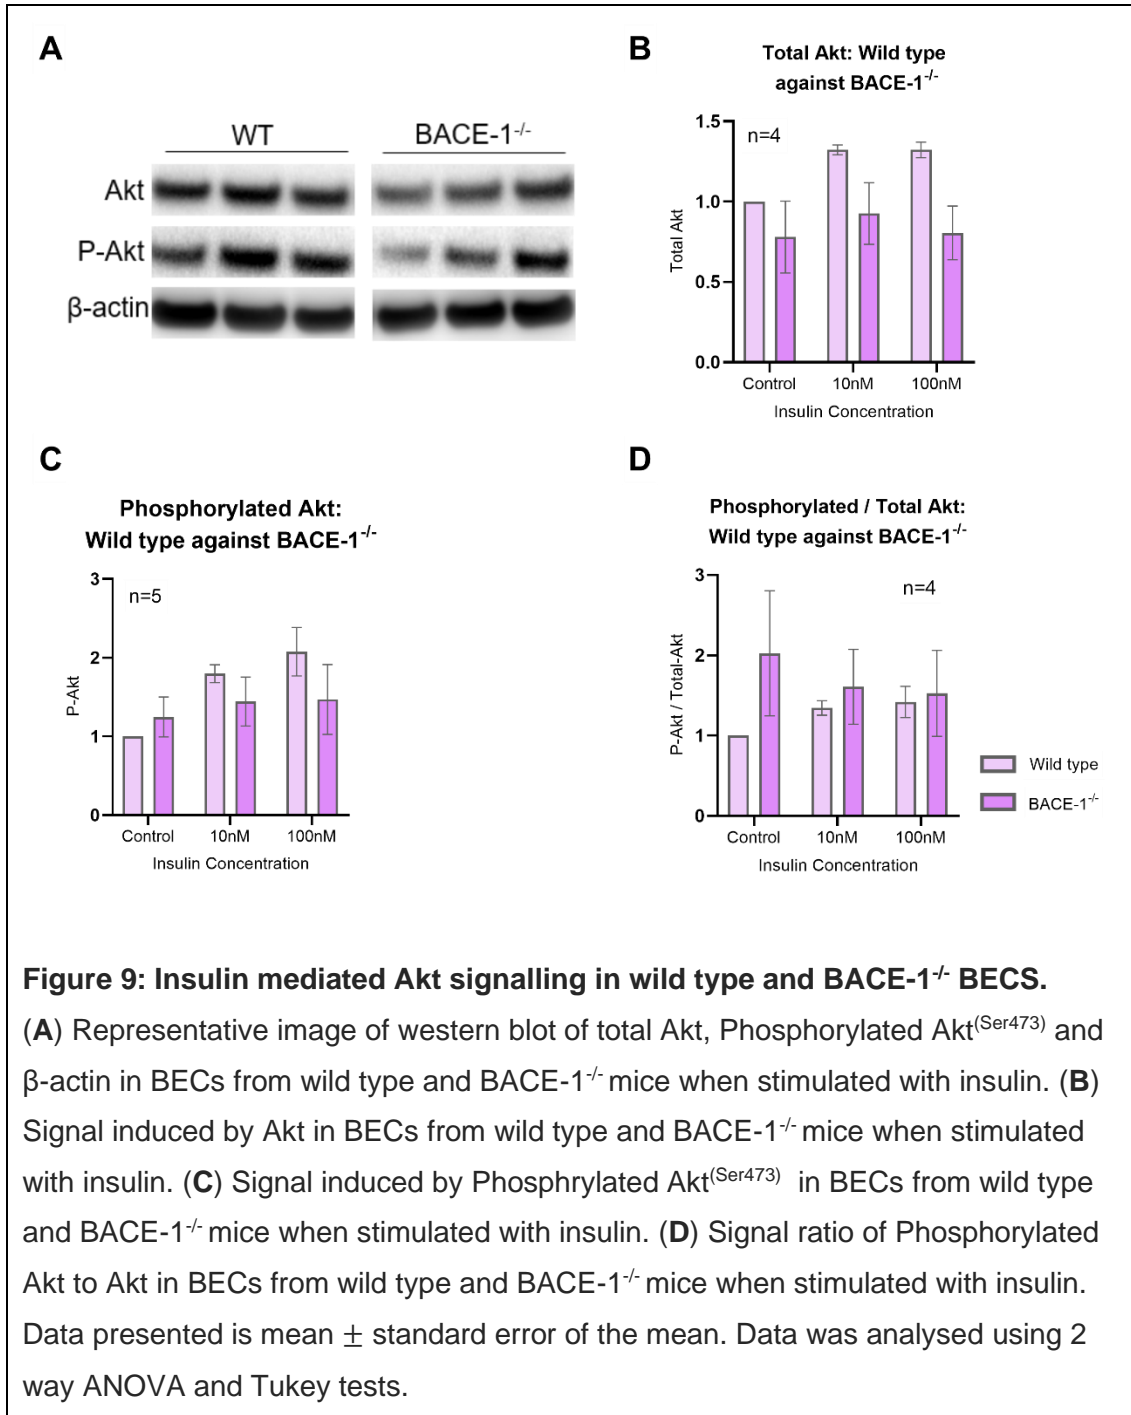 A
WT
BACE-1-/-
Akt
P-Akt
β-actin
B
Total Akt: Wild type
against BACE-1-/-
n=4
1.5
1.0
0.5
0.0
Total Akt
Control
10nM
100nM
Insulin Concentration
C
Phosphorylated Akt:
Wild type against BACE-1-/-
n=5
3
2
1
0
P-Akt
Control
10nM
100nM
Insulin Concentration
D
Phosphorylated / Total Akt:
Wild type against BACE-1-/-
n=4
3
2
1
0
P-Akt / Total-Akt
Control
10nM
100nM
Insulin Concentration
Wild type
BACE-1-/-
Figure 9: Insulin mediated Akt signalling in wild type and BACE-1-/- BECS.
(A) Representative image of western blot of total Akt, Phosphorylated Akt(Ser473) and
β-actin in BECs from wild type and BACE-1-/- mice when stimulated with insulin. (B)
Signal induced by Akt in BECs from wild type and BACE-1-/- mice when stimulated
with insulin. (C) Signal induced by Phosphrylated Akt(Ser473) in BECs from wild type
and BACE-1-/- mice when stimulated with insulin. (D) Signal ratio of Phosphorylated
Akt to Akt in BECs from wild type and BACE-1-/- mice when stimulated with insulin.
Data presented is mean ± standard error of the mean. Data was analysed using 2
way ANOVA and Tukey tests.